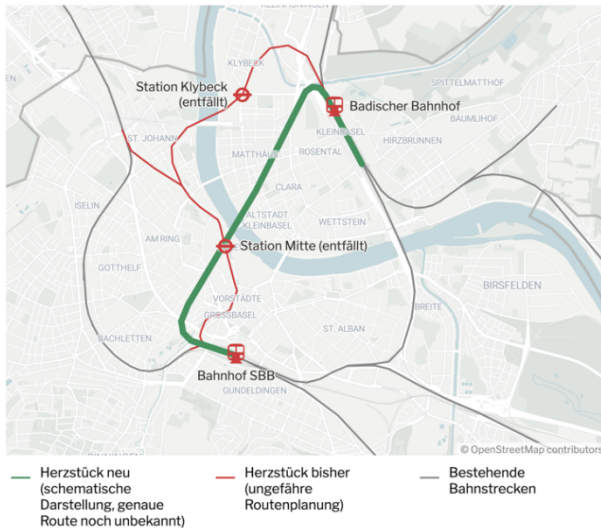 KLEINHÜNINGEN
KLYBECK
Station Klybeck
(entfällt)
SPITTELMATTHOF
Badischer Bahnhof
BÄUMLIHOF
KLEINBASEL
ST. JOHANN
HIRZBRUNNEN
MATTHÄUS
ROSENTAL
ISELIN
CLARA
ALTSTADT
KLEINBASEL
WETTSTEIN
AM RING
Station Mitte (entfällt)
GOTTHELF
BIRSFELDEN
VORSTÄDTE
BREITE
GROSSBASEL
ST. ALBAN
BACHLETTEN
Bahnhof SBB
GUNDELDINGEN
BINNINGEN
© OpenStreetMap contributors
Herzstück neu
(schematische
Darstellung, genaue
Route noch unbekannt)
Herzstück bisher
(ungefähre
Routenplanung)
Bestehende
Bahnstrecken